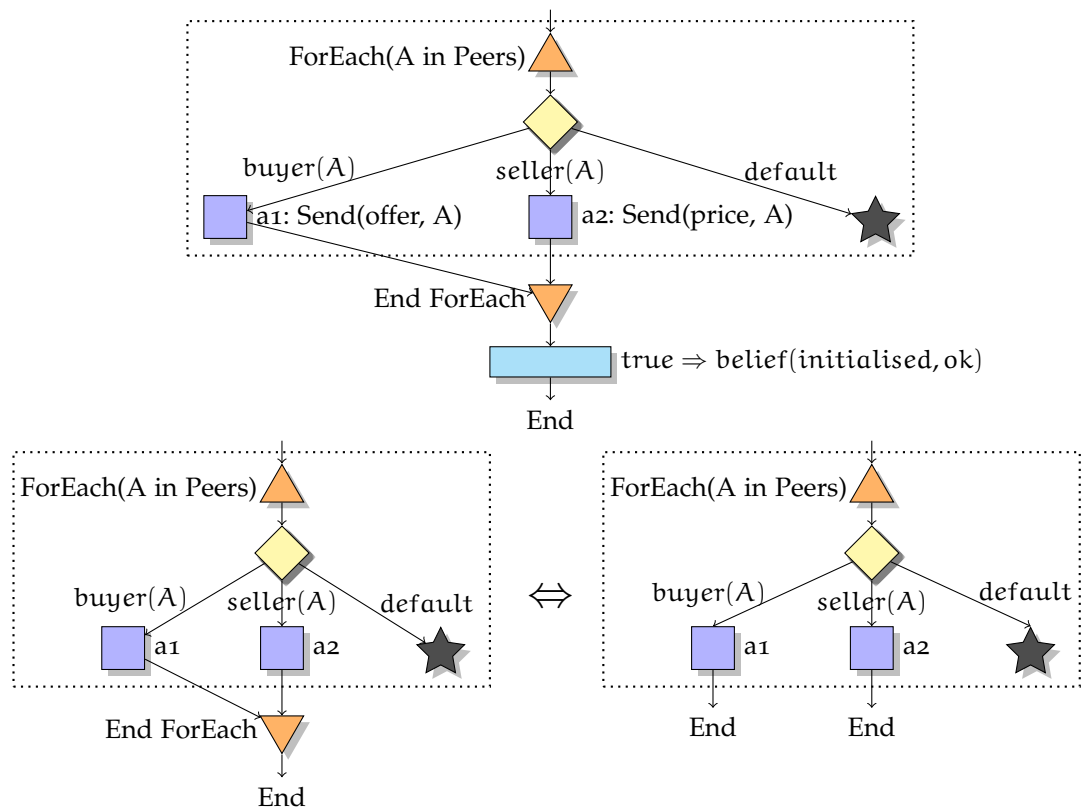 ForEach(A in Peers)
buyer(A)
seller(A)
default
a1: Send(offer, A)
a2: Send(price, A)
End ForEach
true ⇒ belief(initialised, ok)
End
ForEach(A in Peers)
buyer(A)
seller(A)
default
a1
a2
End ForEach
End
⇔
ForEach(A in Peers)
buyer(A)
seller(A)
default
a1
a2
End
End